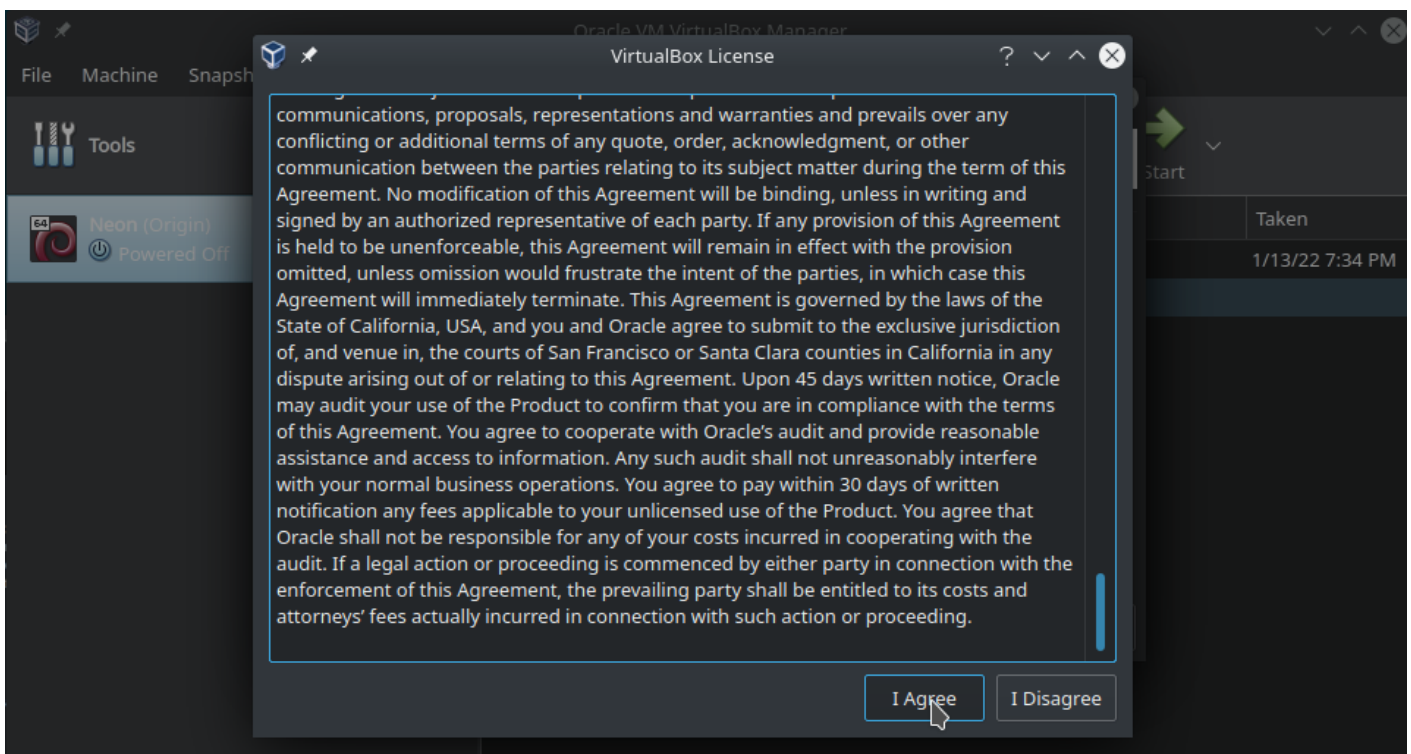 Oracle VM VirtualBox Manager
VirtualBox License
File Machine Snapsh
Tools
Start
64
Neon (Origin)
Powered Off
Taken
1/13/22 7:34 PM
communications, proposals, representations and warranties and prevails over any
conflicting or additional terms of any quote, order, acknowledgment, or other
communication between the parties relating to its subject matter during the term of this
Agreement. No modification of this Agreement will be binding, unless in writing and
signed by an authorized representative of each party. If any provision of this Agreement
is held to be unenforceable, this Agreement will remain in effect with the provision
omitted, unless omission would frustrate the intent of the parties, in which case this
Agreement will immediately terminate. This Agreement is governed by the laws of the
State of California, USA, and you and Oracle agree to submit to the exclusive jurisdiction
of, and venue in, the courts of San Francisco or Santa Clara counties in California in any
dispute arising out of or relating to this Agreement. Upon 45 days written notice, Oracle
may audit your use of the Product to confirm that you are in compliance with the terms
of this Agreement. You agree to cooperate with Oracle’s audit and provide reasonable
assistance and access to information. Any such audit shall not unreasonably interfere
with your normal business operations. You agree to pay within 30 days of written
notification any fees applicable to your unlicensed use of the Product. You agree that
Oracle shall not be responsible for any of your costs incurred in cooperating with the
audit. If a legal action or proceeding is commenced by either party in connection with the
enforcement of this Agreement, the prevailing party shall be entitled to its costs and
attorneys’ fees actually incurred in connection with such action or proceeding.
I Agree I Disagree